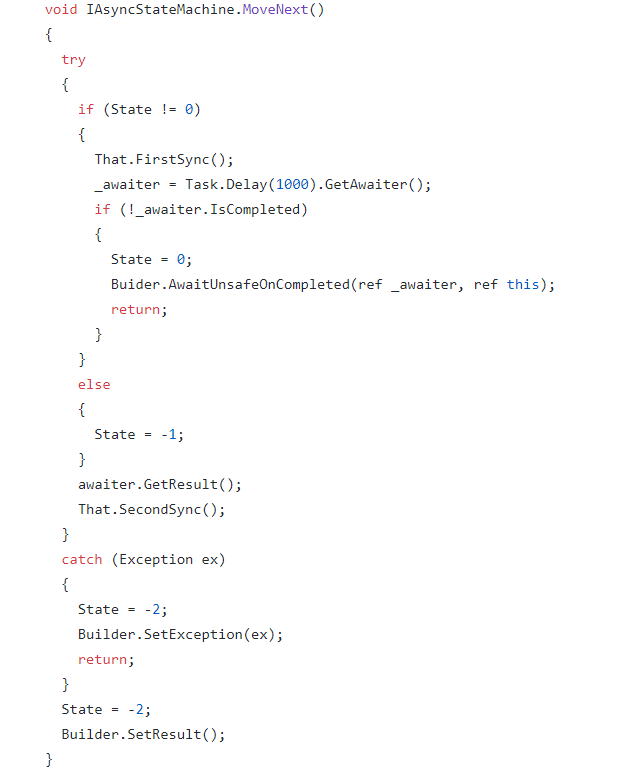 void IAsyncStateMachine.MoveNext()
{
try
{
if (State != 0)
{
That.FirstSync();
_awaiter = Task.Delay(1000).GetAwaiter();
if (!_awaiter.IsCompleted)
{
State = 0;
Buider.AwaitUnsafeOnCompleted(ref _awaiter, ref this);
return;
}
}
else
{
State = -1;
}
awaiter.GetResult();
That.SecondSync();
}
catch (Exception ex)
{
State = -2;
Builder.SetException(ex);
return;
}
State = -2;
Builder.SetResult();
}